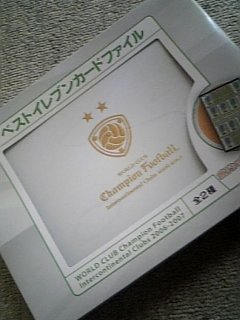 ベストイレブンカードファイル
WORLD CLUB
Champion Football
Intercontinental Clubs
WORLD CLUB Champion Football
Intercontinental Clubs 2006-2007
全2種